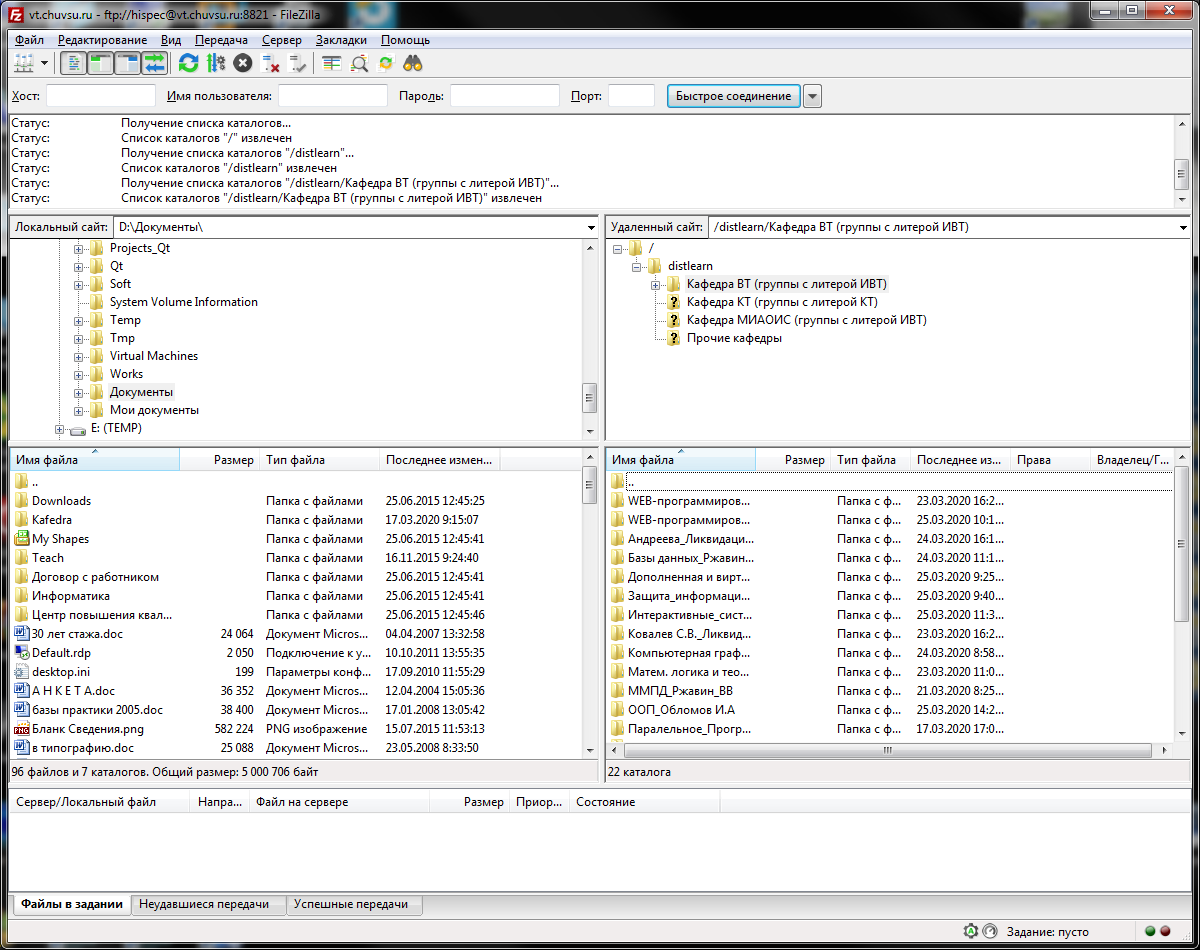 vt.chuvsu.ru - ftp://hispec@vt.chuvsu.ru:8821 - FileZilla
Файл Редактирование Вид Передача Сервер Закладки Помощь
Хост: Имя пользователя: Пароль: Порт: Быстрое соединение
Статус: Получение списка каталогов...
Статус: Список каталогов "/" извлечен
Статус: Получение списка каталогов "/distlearn"...
Статус: Список каталогов "/distlearn" извлечен
Статус: Получение списка каталогов "/distlearn/Кафедра ВТ (группы с литерой ИВТ)"...
Статус: Список каталогов "/distlearn/Кафедра ВТ (группы с литерой ИВТ)" извлечен
Локальный сайт: D:\Документы\
Projects_Qt
Qt
Soft
System Volume Information
Temp
Tmp
Virtual Machines
Works
Документы
Мои документы
E: (TEMP)
Удаленный сайт: /distlearn/Кафедра ВТ (группы с литерой ИВТ)
/
distlearn
Кафедра ВТ (группы с литерой ИВТ)
Кафедра КТ (группы с литерой КТ)
Кафедра МИАОИС (группы с литерой ИВТ)
Прочие кафедры
Имя файла Размер Тип файла Последнее измен...
..
Downloads Папка с файлами 25.06.2015 12:45:25
Kafedra Папка с файлами 17.03.2020 9:15:07
My Shapes Папка с файлами 25.06.2015 12:45:41
Teach Папка с файлами 16.11.2015 9:24:40
Договор с работником Папка с файлами 25.06.2015 12:45:41
Информатика Папка с файлами 25.06.2015 12:45:41
Центр повышения квал... Папка с файлами 25.06.2015 12:45:46
30 лет стажа.doc 24 064 Документ Micros... 04.04.2007 13:32:58
Default.rdp 2 050 Подключение к у... 10.10.2011 13:55:35
desktop.ini 199 Параметры конф... 17.09.2010 11:55:29
А Н К Е Т А.doc 36 352 Документ Micros... 12.04.2004 15:05:36
базы практики 2005.doc 38 400 Документ Micros... 17.01.2008 13:05:42
Бланк Сведения.png 582 224 PNG изображение 15.07.2015 11:53:13
в типографию.doc 25 088 Документ Micros... 23.05.2008 8:33:50
96 файлов и 7 каталогов. Общий размер: 5 000 706 байт
Имя файла Размер Тип файла Последнее из... Права Владелец/Г...
..
WEB-программиров... Папка с ф... 23.03.2020 16:2...
WEB-программиров... Папка с ф... 25.03.2020 10:1...
Андреева_Ликвидаци... Папка с ф... 24.03.2020 16:1...
Базы данных_Ржавин... Папка с ф... 24.03.2020 11:1...
Дополненная и вирт... Папка с ф... 25.03.2020 9:25...
Защита_информаци... Папка с ф... 25.03.2020 9:40...
Интерактивные_сист... Папка с ф... 25.03.2020 11:3...
Ковалев С.В._Ликвид... Папка с ф... 23.03.2020 16:2...
Компьютерная граф... Папка с ф... 24.03.2020 8:58...
Матем. логика и тео... Папка с ф... 23.03.2020 11:0...
ММПД_Ржавин_ВВ Папка с ф... 21.03.2020 8:25...
ООП_Обломов И.А Папка с ф... 25.03.2020 14:2...
Паралельное_Прогр... Папка с ф... 17.03.2020 17:0...
22 каталога
Сервер/Локальный файл Напра... Файл на сервере Размер Приор... Состояние
Файлы в задании Неудавшиеся передачи Успешные передачи
Задание: пусто